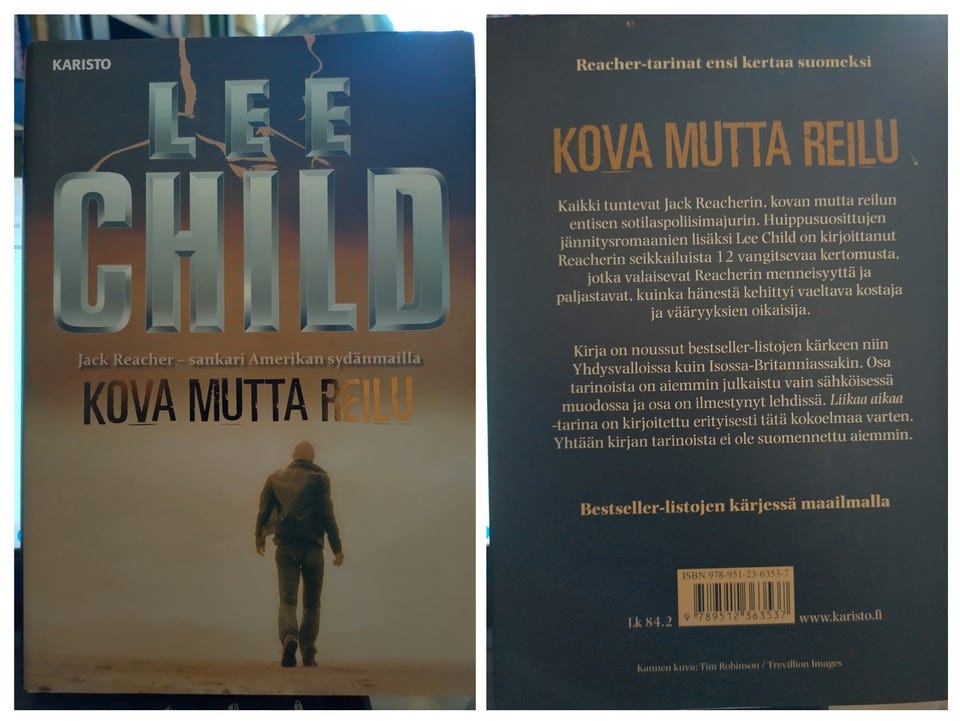 KARISTO
LEE
CHILD
Jack Reacher – sankari Amerikan sydänmailla
KOVA MUTTA REILU
Reacher-tarinat ensi kertaa suomeksi
KOVA MUTTA REILU
Kaikki tuntevat Jack Reacherin, kovan mutta reilun
entisen sotilaspoliisimajurin. Huippusuosittujen
jännitysromaanien lisäksi Lee Child on kirjoittanut
Reacherin seikkailuista 12 vangitsevaa kertomusta,
jotka valaisevat Reacherin menneisyyttä ja
paljastavat, kuinka hänestä kehittyi vaeltava kostaja
ja vääryyksien oikaisija.
Kirja on noussut bestseller-listojen kärkeen niin
Yhdysvalloissa kuin Isossa-Britanniassakin. Osa
tarinoista on aiemmin julkaistu vain sähköisessä
muodossa ja osa on ilmestynyt lehdissä. Liikaa aikaa
-tarina on kirjoitettu erityisesti tätä kokoelmaa varten.
Yhtään kirjan tarinoista ei ole suomennettu aiemmin.
Bestseller-listojen kärjessä maailmalla
ISBN 978-951-23-6353-7
9 789512 363537
Lk 84.2
www.karisto.fi
Kannen kuva: Tim Robinson / Trevillion Images